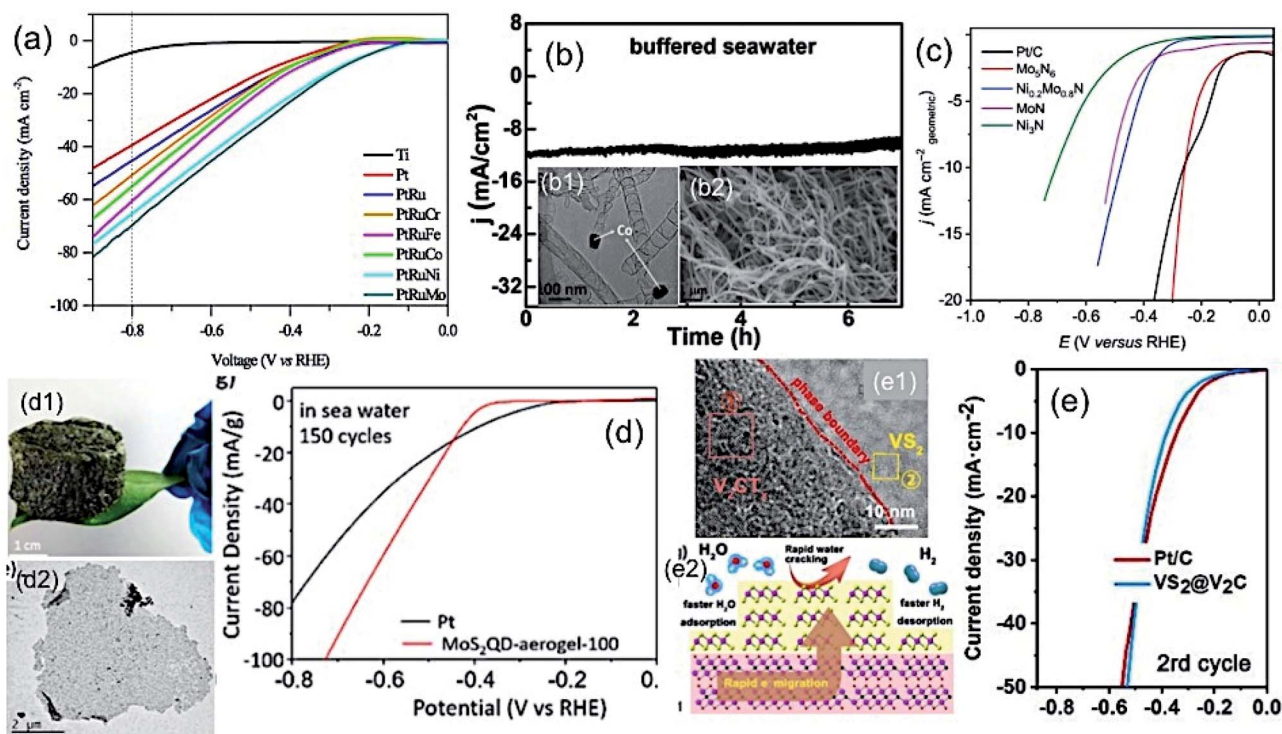 (a)
0
-20
-40
-60
-80
-100
Current density (mA cm⁻²)
-0.8
-0.6
-0.4
-0.2
0.0
Voltage (V vs RHE)
Ti
Pt
PtRu
PtRuCr
PtRuFe
PtRuCo
PtRuNi
PtRuMo
(b)
buffered seawater
8
0
-8
-16
-24
-32
j (mA/cm²)
0
2
4
6
Time (h)
(b1)
Co
100 nm
(b2)
μm
(c)
Pt/C
Mo₅N₆
Ni₀.₂Mo₀.₈N
MoN
Ni₃N
-5
-10
-15
-20
j (mA cm⁻² geometric)
-1.0
-0.8
-0.6
-0.4
-0.2
0.0
E (V versus RHE)
(d1)
1 cm
(d2)
2 μm
g)
(d)
in sea water
150 cycles
0
-20
-40
-60
-80
-100
Current Density (mA/g)
Pt
MoS₂QD-aerogel-100
-0.8
-0.6
-0.4
-0.2
0.
Potential (V vs RHE)
(e1)
phase boundary
VS₂
①
②
V₂CTₓ
10 nm
(e2)
H₂O
Rapid water
cracking
H₂
faster H₂O
adsorption
faster H₂
desorption
Rapid e⁻ migration
(e)
0
-10
-20
-30
-40
-50
Current density (mA·cm⁻²)
Pt/C
VS₂@V₂C
2rd cycle
-0.6
-0.4
-0.2
0.0